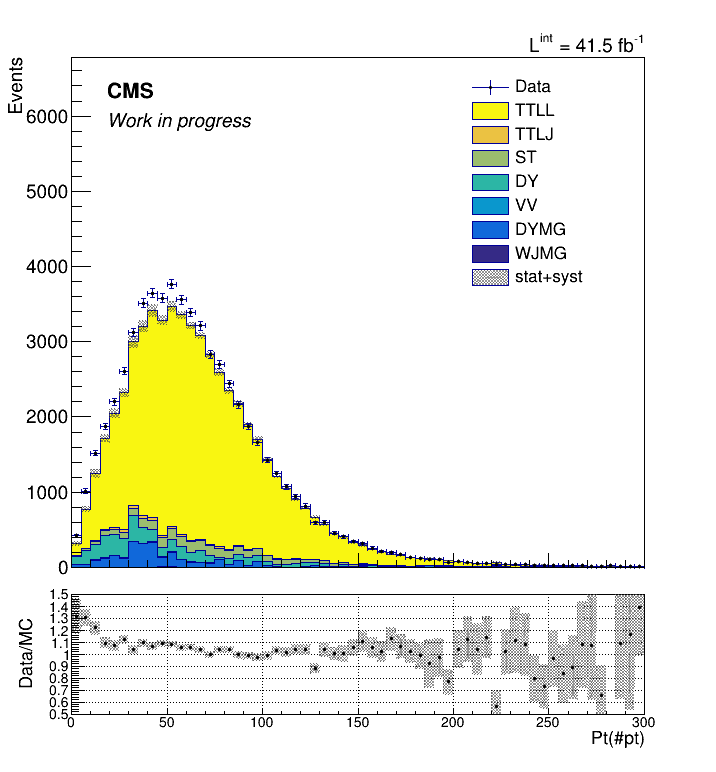 L^int = 41.5 fb^-1
Events
CMS
Work in progress
Data
TTLL
TTLJ
ST
DY
VV
DYMG
WJMG
stat+syst
6000
5000
4000
3000
2000
1000
0
Data/MC
1.5
1.4
1.3
1.2
1.1
1
0.9
0.8
0.7
0.6
0.5
0 50 100 150 200 250 300
Pt(#pt)